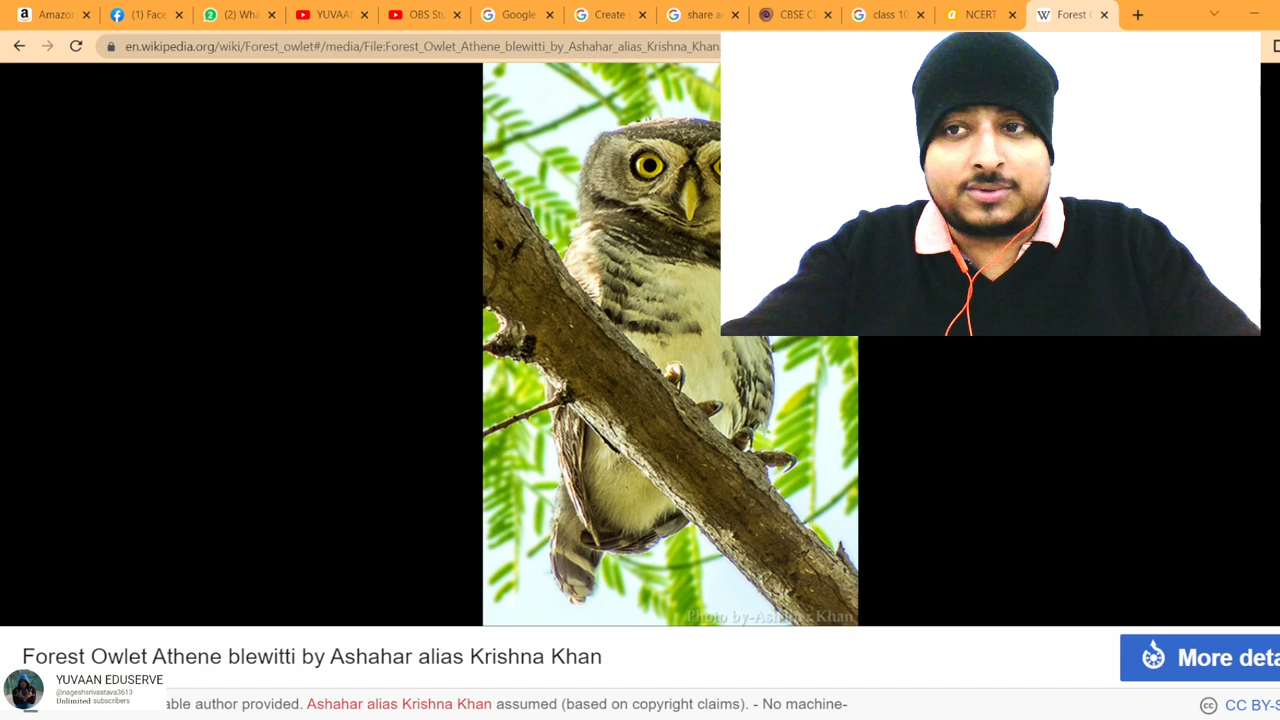 Amazo
(1) Face
(2) Wha
YUVAA
OBS Stu
Google
Create
share a
CBSE Cl
class 10
NCERT
Forest
en.wikipedia.org/wiki/Forest_owlet#/media/File:Forest_Owlet_Athene_blewitti_by_Ashahar_alias_Krishna_Khan.
Photo by-Ashahar Khan
Forest Owlet Athene blewitti by Ashahar alias Krishna Khan
More deta
YUVAAN EDUSERVE
@nageshsrivastava3613
Unlimited subscribers
able author provided. Ashahar alias Krishna Khan assumed (based on copyright claims). - No machine-
CC BY-S